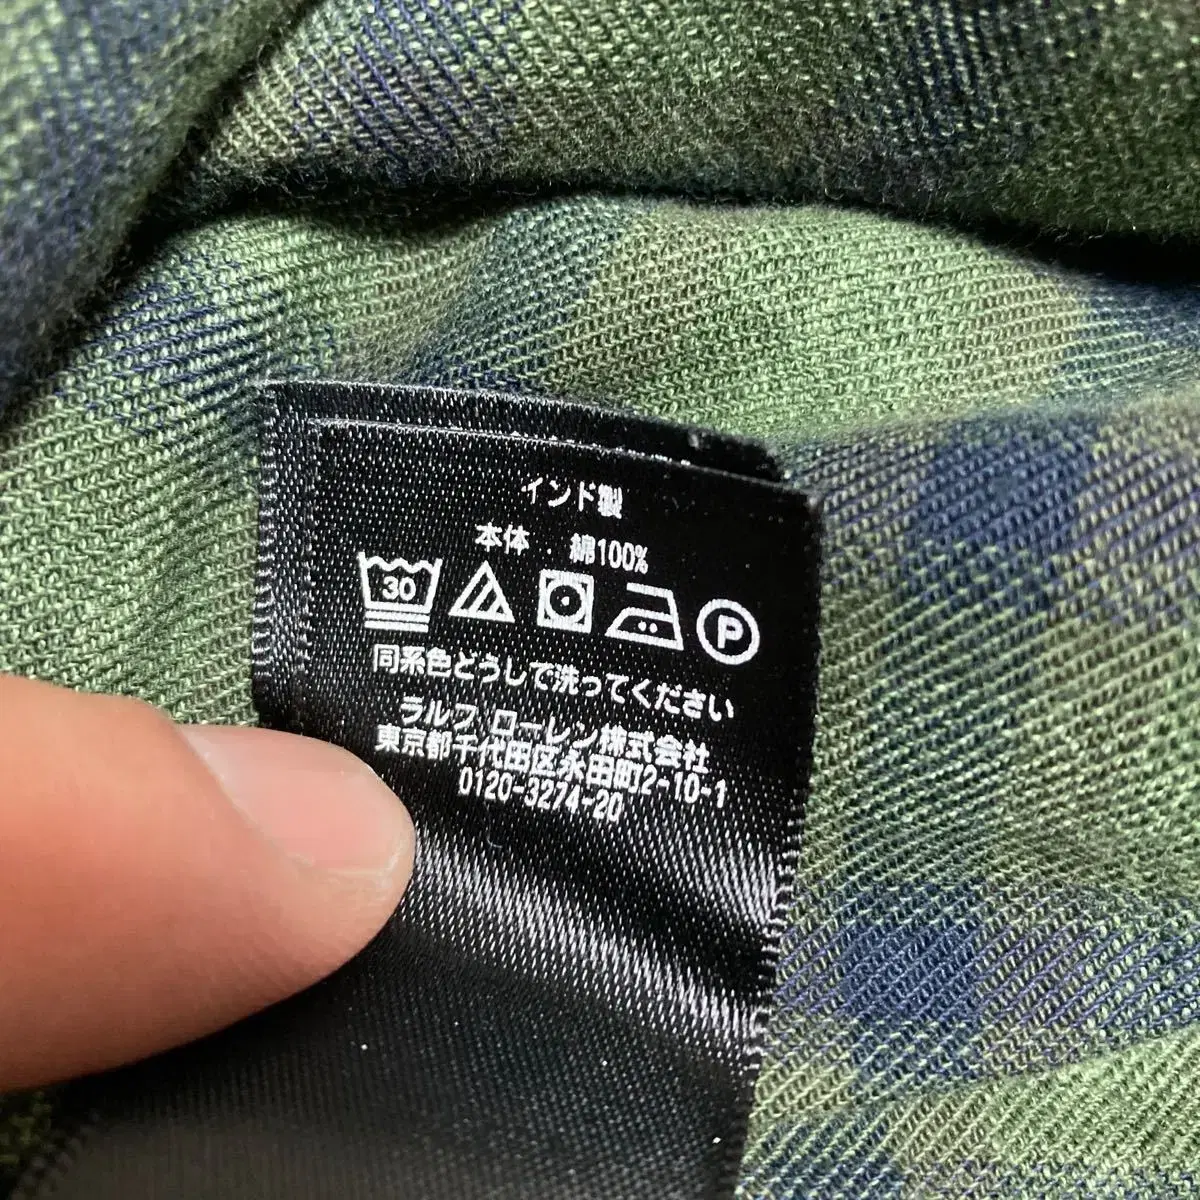 インド製
本体 ・ 綿100%
30 P
同系色どうしで洗ってください
ラルフ ローレン株式会社
東京都千代田区永田町2-10-1
0120-3274-20